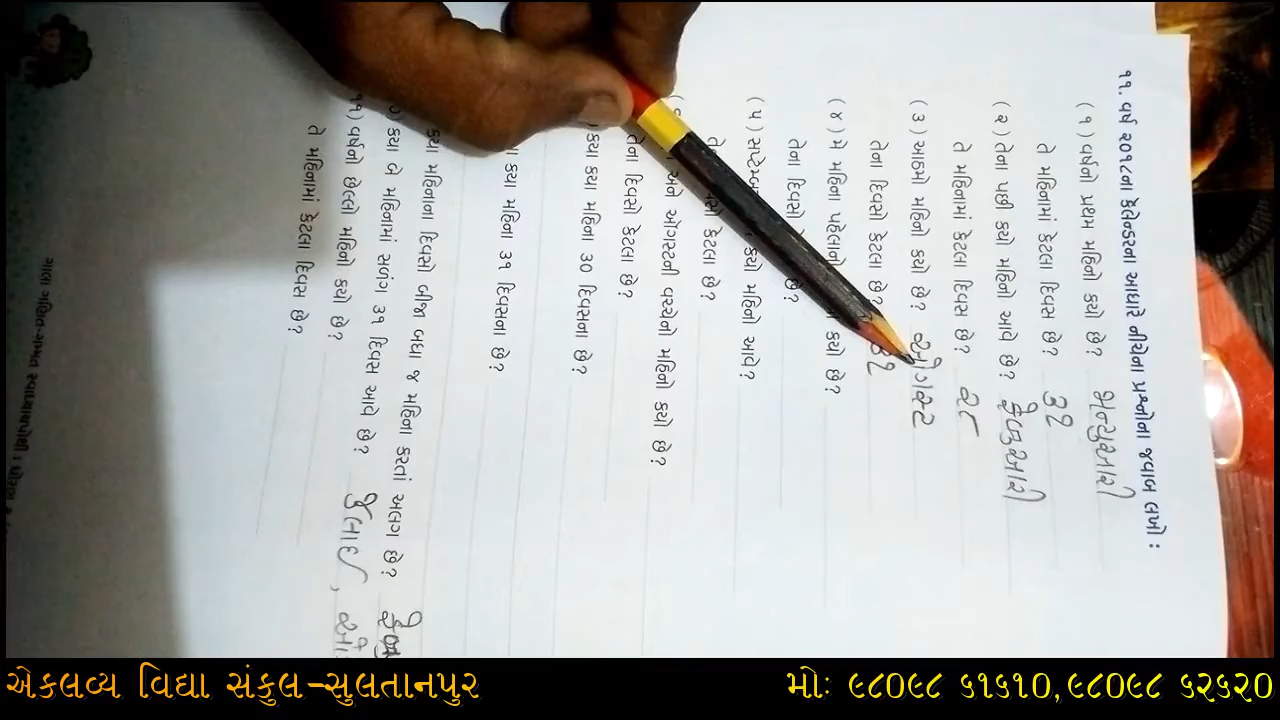 ૧૧. વર્ષ ૨૦૧૮ના કેલેન્ડરના આધારે નીચેના પ્રશ્નોના જવાબ લખો :
(૧) વર્ષનો પ્રથમ મહિનો કયો છે? જાન્યુઆરી
તે મહિનામાં કેટલા દિવસ છે? ૩૧
(૨) તેના પછી કયો મહિનો આવે છે? ફેબ્રુઆરી
તે મહિનામાં કેટલા દિવસ છે? ૨૮
(૩) આઠમો મહિનો કયો છે? ઓગસ્ટ
તેના દિવસો કેટલા છે? ૩૧
(૪) મે મહિના પહેલાનો કયો છે?
તેના દિવસો છે?
(૫) સપ્ટેમ્બર કયો મહિનો આવે?
કેટલા છે?
અને ઓગસ્ટની વચ્ચેનો મહિનો કયો છે?
તેના દિવસો કેટલા છે?
કયા કયા મહિના ૩૦ દિવસના છે?
કયા મહિના ૩૧ દિવસના છે?
કયા મહિનાના દિવસો બીજા બધા જ મહિના કરતાં અલગ છે?
કયા બે મહિનામાં સળંગ ૩૧ દિવસ આવે છે? જુલાઈ,
૧૧) વર્ષનો છેલ્લો મહિનો કયો છે?
તે મહિનામાં કેટલા દિવસ છે?
એકલવ્ય વિદ્યા સંકુલ-સુલતાનપુર
મોઃ ૯૮૦૯૮ ૬૧૬૧૦,૯૮૦૯૮ ૬૨૬૨૦